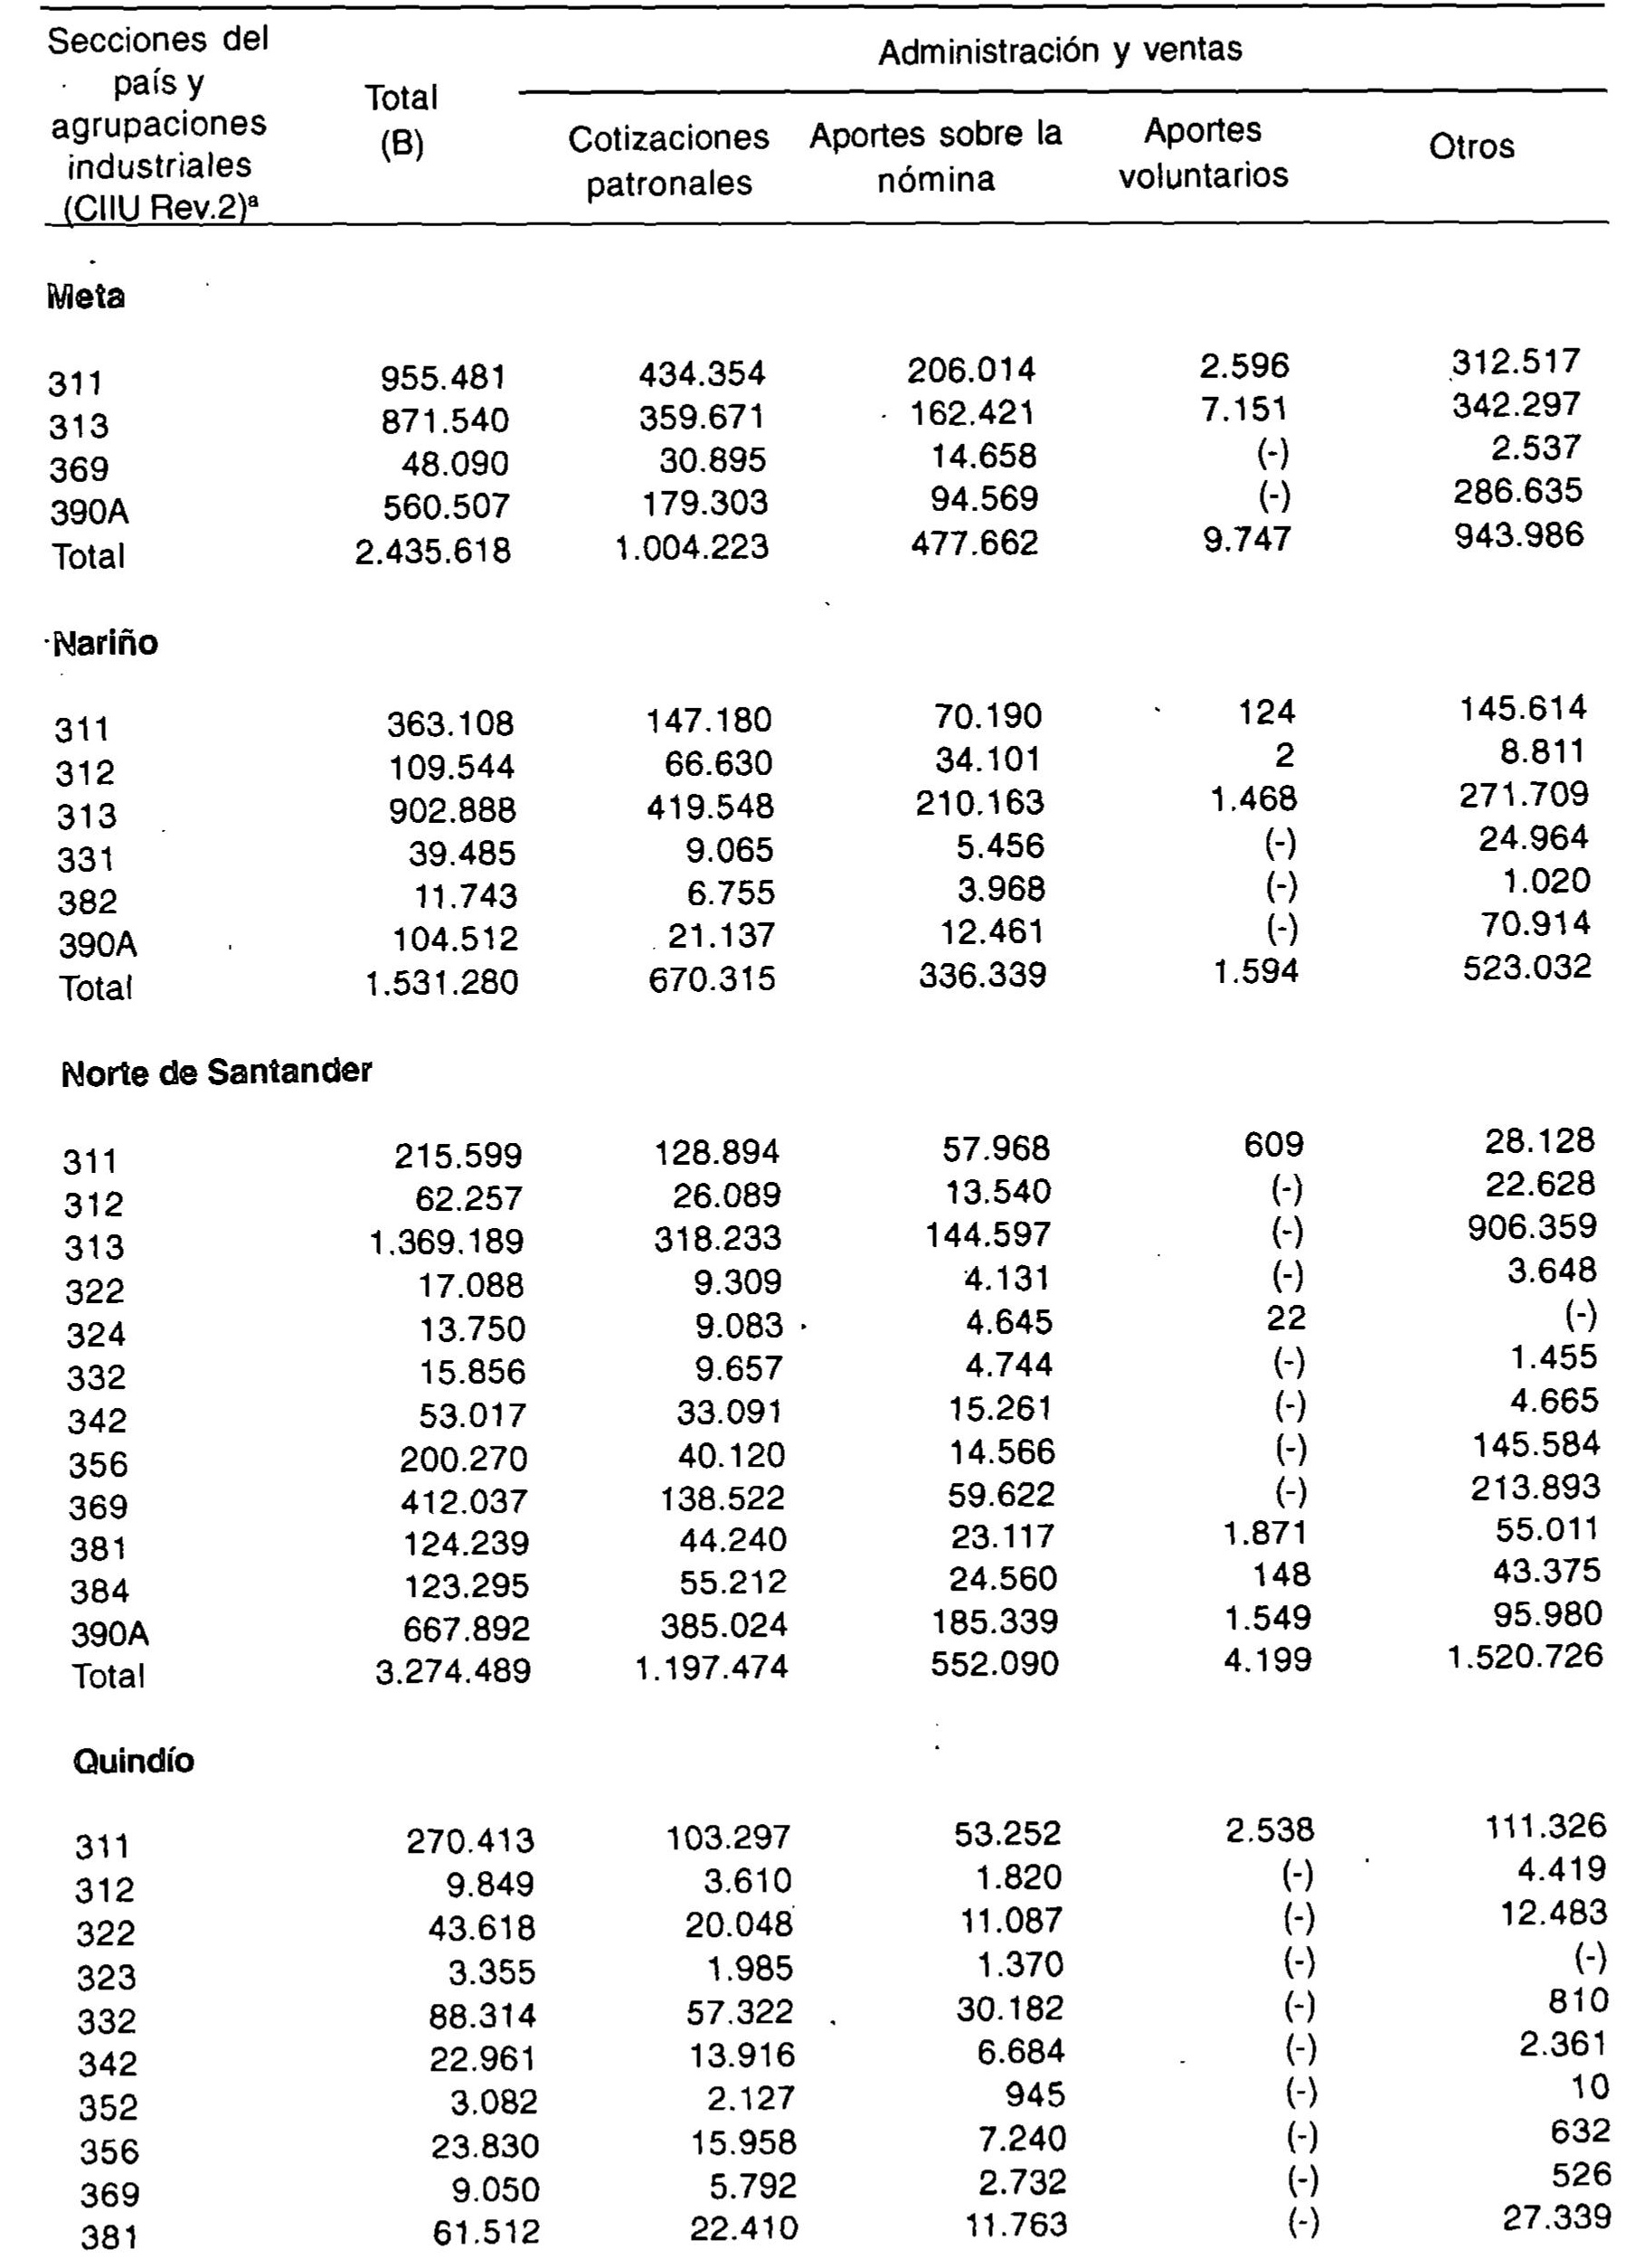 Secciones del
país y
agrupaciones
industriales
(CIIU Rev.2)ª
Total
(B)
Administración y ventas
Cotizaciones
patronales
Aportes sobre la
nómina
Aportes
voluntarios
Otros
Meta
311 955.481 434.354 206.014 2.596 312.517
313 871.540 359.671 162.421 7.151 342.297
369 48.090 30.895 14.658 (-) 2.537
390A 560.507 179.303 94.569 (-) 286.635
Total 2.435.618 1.004.223 477.662 9.747 943.986
Nariño
311 363.108 147.180 70.190 124 145.614
312 109.544 66.630 34.101 2 8.811
313 902.888 419.548 210.163 1.468 271.709
331 39.485 9.065 5.456 (-) 24.964
382 11.743 6.755 3.968 (-) 1.020
390A 104.512 21.137 12.461 (-) 70.914
Total 1.531.280 670.315 336.339 1.594 523.032
Norte de Santander
311 215.599 128.894 57.968 609 28.128
312 62.257 26.089 13.540 (-) 22.628
313 1.369.189 318.233 144.597 (-) 906.359
322 17.088 9.309 4.131 (-) 3.648
324 13.750 9.083 4.645 22 (-)
332 15.856 9.657 4.744 (-) 1.455
342 53.017 33.091 15.261 (-) 4.665
356 200.270 40.120 14.566 (-) 145.584
369 412.037 138.522 59.622 (-) 213.893
381 124.239 44.240 23.117 1.871 55.011
384 123.295 55.212 24.560 148 43.375
390A 667.892 385.024 185.339 1.549 95.980
Total 3.274.489 1.197.474 552.090 4.199 1.520.726
Quindío
311 270.413 103.297 53.252 2.538 111.326
312 9.849 3.610 1.820 (-) 4.419
322 43.618 20.048 11.087 (-) 12.483
323 3.355 1.985 1.370 (-) (-)
332 88.314 57.322 30.182 (-) 810
342 22.961 13.916 6.684 (-) 2.361
352 3.082 2.127 945 (-) 10
356 23.830 15.958 7.240 (-) 632
369 9.050 5.792 2.732 (-) 526
381 61.512 22.410 11.763 (-) 27.339